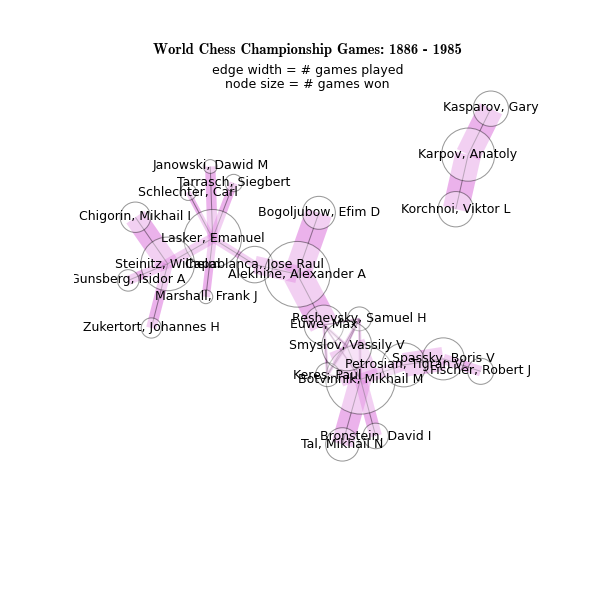 World Chess Championship Games: 1886 - 1985
edge width = # games played
node size = # games won
Kasparov, Gary
Karpov, Anatoly
Janowski, Dawid M
Tarrasch, Siegbert
Schlechter, Carl
Korchnoi, Viktor L
Bogoljubow, Efim D
Chigorin, Mikhail I
Lasker, Emanuel
Steinitz, Wilhelm
Capablanca, Jose Raul
Alekhine, Alexander A
Gunsberg, Isidor A
Marshall, Frank J
Reshevsky, Samuel H
Euwe, Max
Zukertort, Johannes H
Smyslov, Vassily V
Spassky, Boris V
Petrosian, Tigran V
Fischer, Robert J
Keres, Paul
Botvinnik, Mikhail M
Bronstein, David I
Tal, Mikhail N